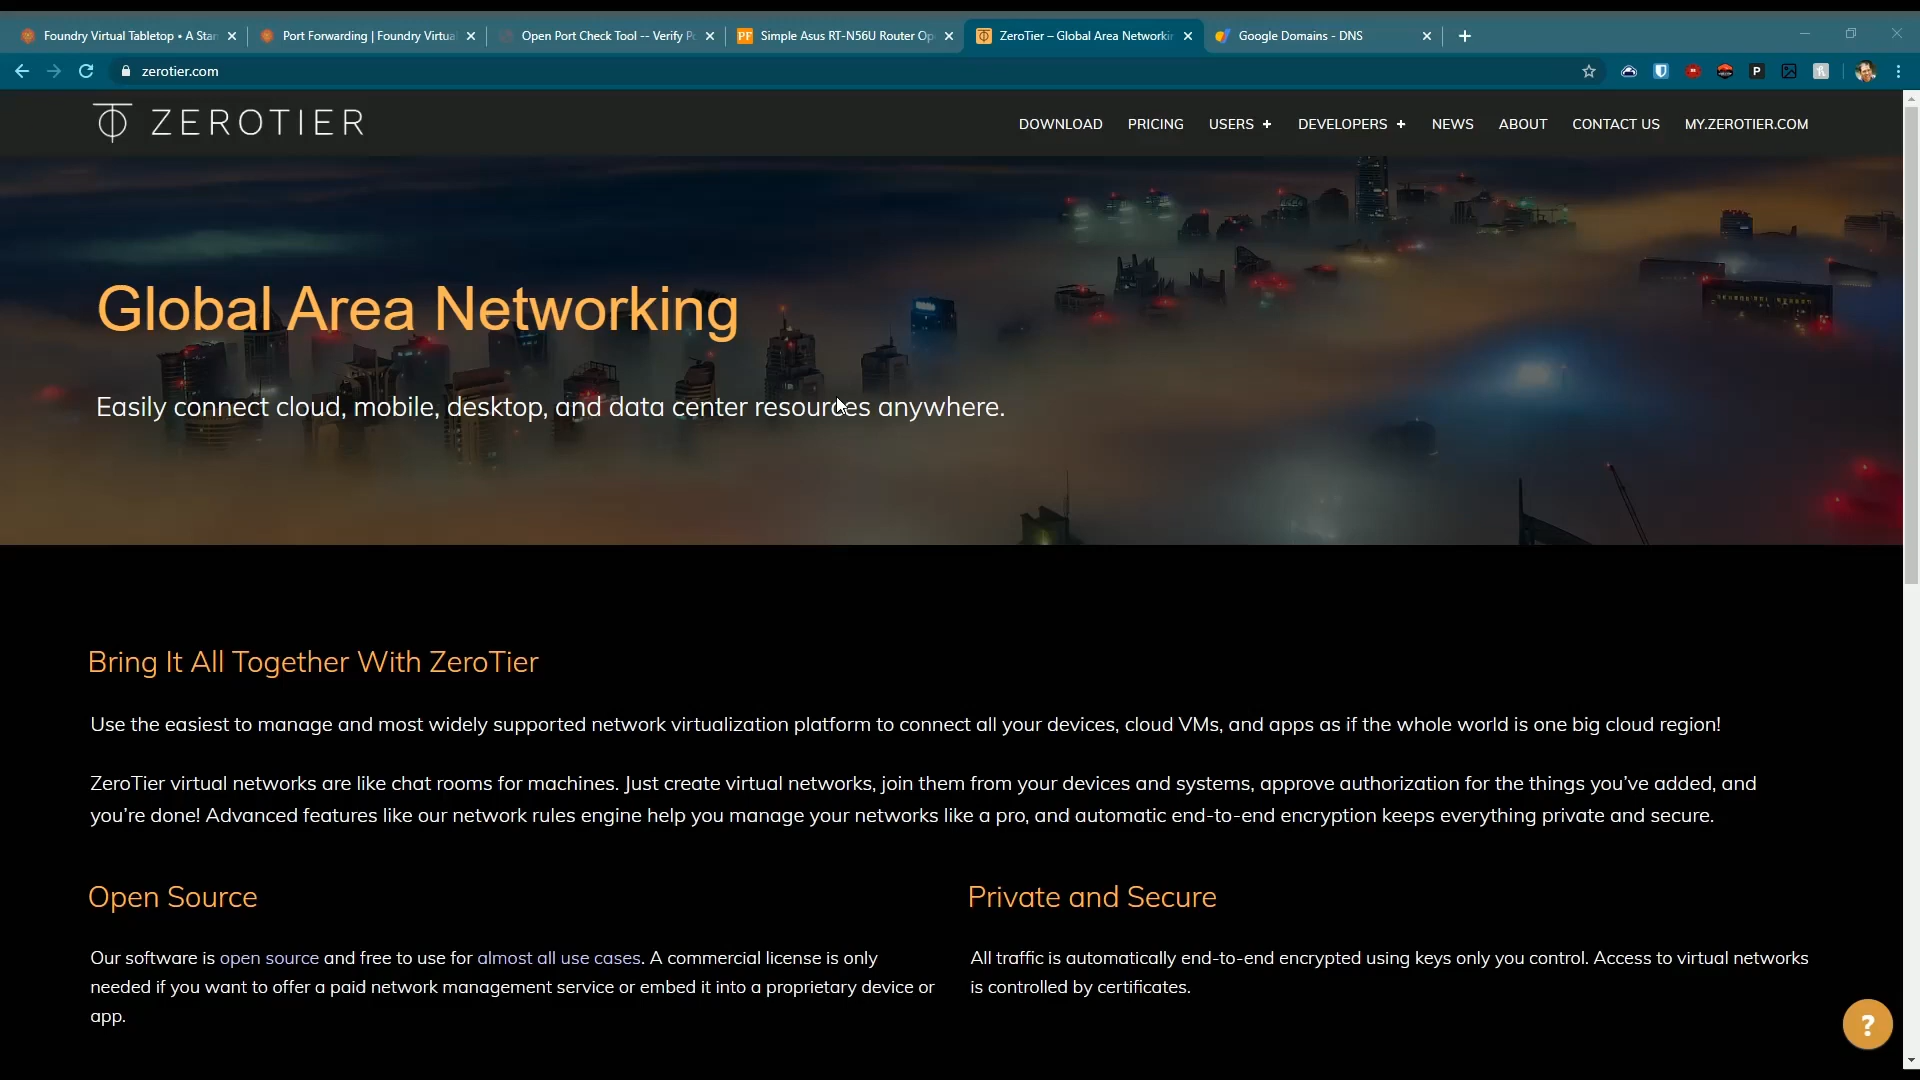 Foundry Virtual Tabletop • A Stan
Port Forwarding | Foundry Virtua
Open Port Check Tool -- Verify Po
PF Simple Asus RT-N56U Router Op
ZeroTier – Global Area Networkin
Google Domains - DNS
zerotier.com
ZEROTIER
DOWNLOAD PRICING USERS + DEVELOPERS + NEWS ABOUT CONTACT US MY.ZEROTIER.COM
Global Area Networking
Easily connect cloud, mobile, desktop, and data center resources anywhere.
Bring It All Together With ZeroTier
Use the easiest to manage and most widely supported network virtualization platform to connect all your devices, cloud VMs, and apps as if the whole world is one big cloud region!
ZeroTier virtual networks are like chat rooms for machines. Just create virtual networks, join them from your devices and systems, approve authorization for the things you’ve added, and
you’re done! Advanced features like our network rules engine help you manage your networks like a pro, and automatic end-to-end encryption keeps everything private and secure.
Open Source
Our software is open source and free to use for almost all use cases. A commercial license is only
needed if you want to offer a paid network management service or embed it into a proprietary device or
app.
Private and Secure
All traffic is automatically end-to-end encrypted using keys only you control. Access to virtual networks
is controlled by certificates.
?